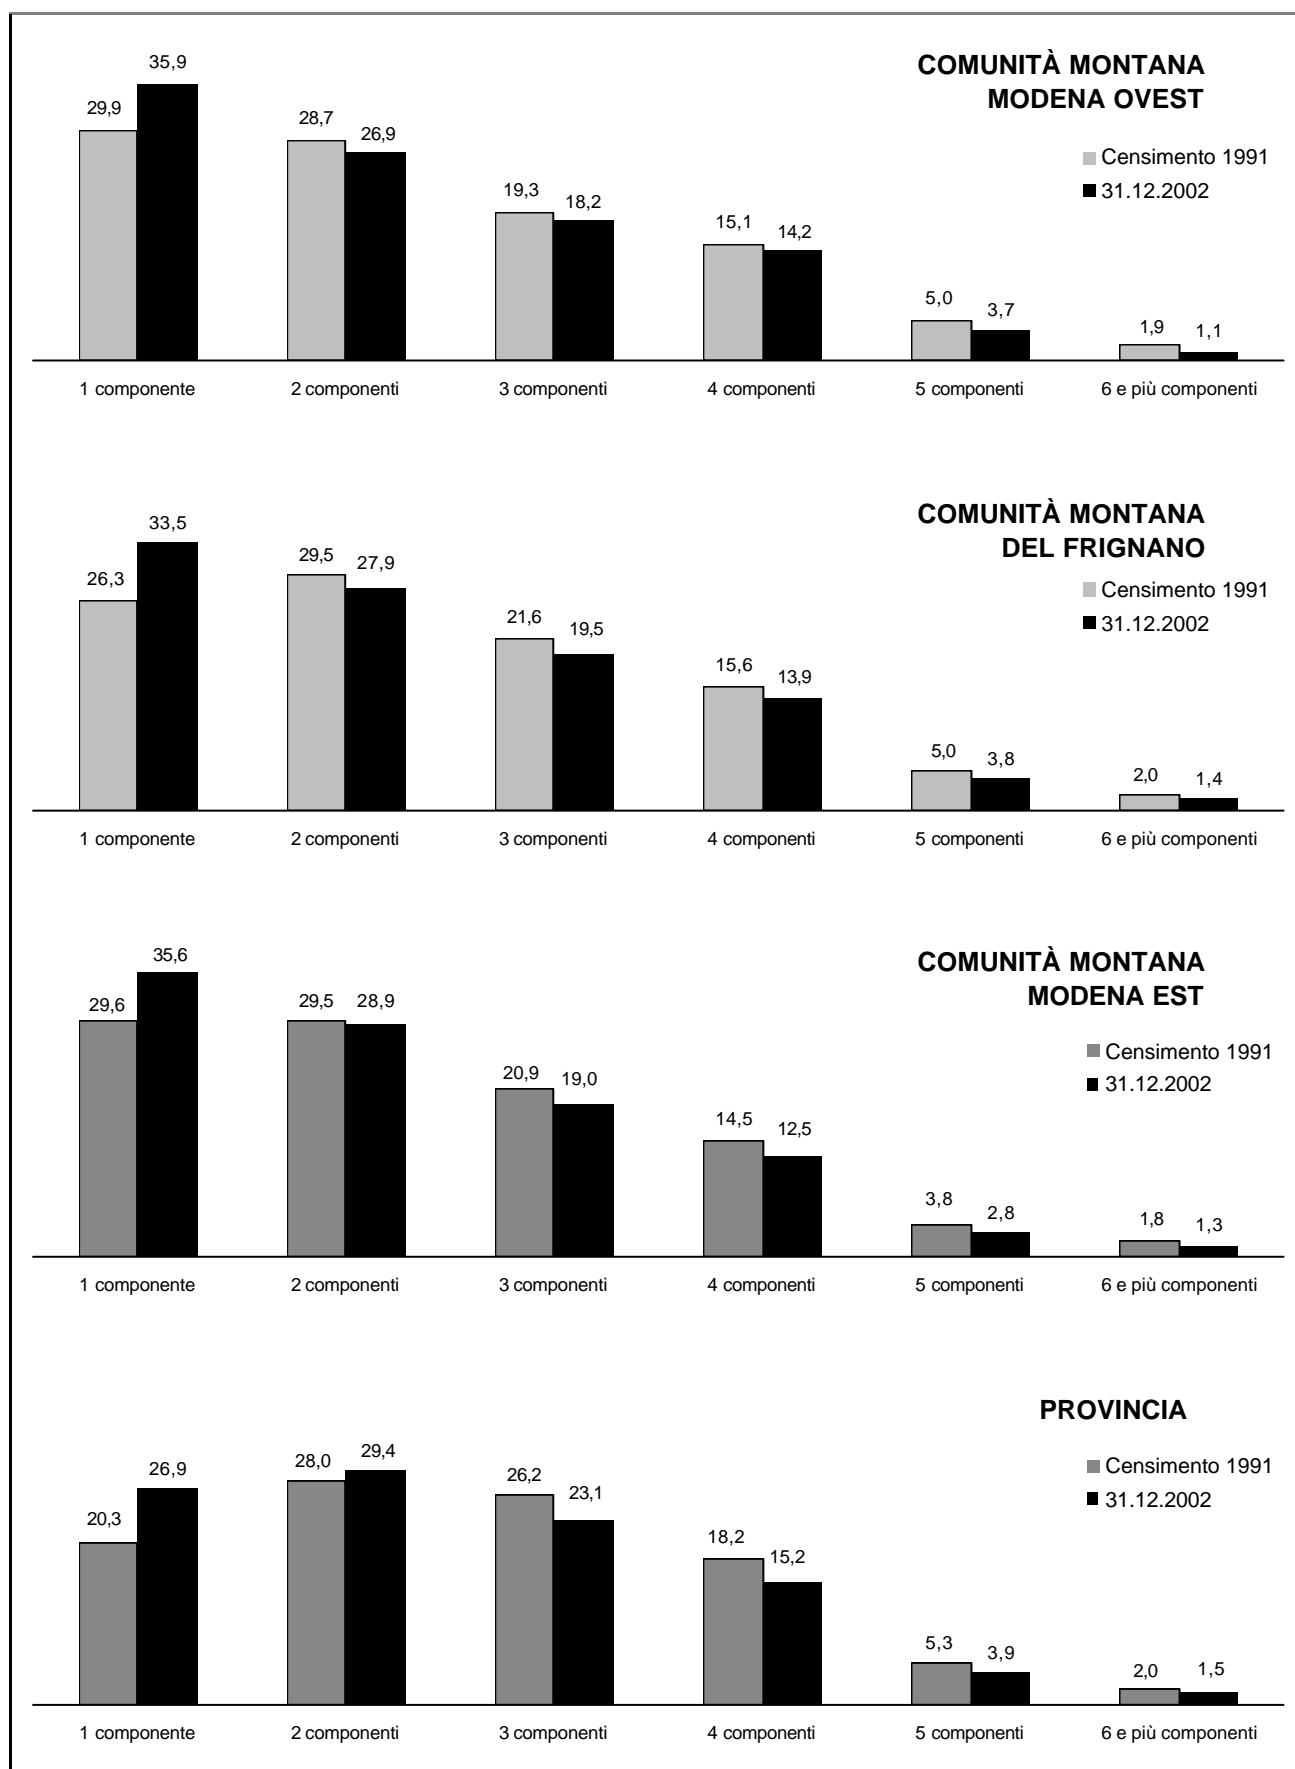 COMUNITÀ MONTANA
MODENA OVEST
Censimento 1991
31.12.2002
29,9 35,9 28,7 26,9 19,3 18,2 15,1 14,2 5,0 3,7 1,9 1,1
1 componente 2 componenti 3 componenti 4 componenti 5 componenti 6 e più componenti
COMUNITÀ MONTANA
DEL FRIGNANO
Censimento 1991
31.12.2002
26,3 33,5 29,5 27,9 21,6 19,5 15,6 13,9 5,0 3,8 2,0 1,4
1 componente 2 componenti 3 componenti 4 componenti 5 componenti 6 e più componenti
COMUNITÀ MONTANA
MODENA EST
Censimento 1991
31.12.2002
29,6 35,6 29,5 28,9 20,9 19,0 14,5 12,5 3,8 2,8 1,8 1,3
1 componente 2 componenti 3 componenti 4 componenti 5 componenti 6 e più componenti
PROVINCIA
Censimento 1991
31.12.2002
20,3 26,9 28,0 29,4 26,2 23,1 18,2 15,2 5,3 3,9 2,0 1,5
1 componente 2 componenti 3 componenti 4 componenti 5 componenti 6 e più componenti